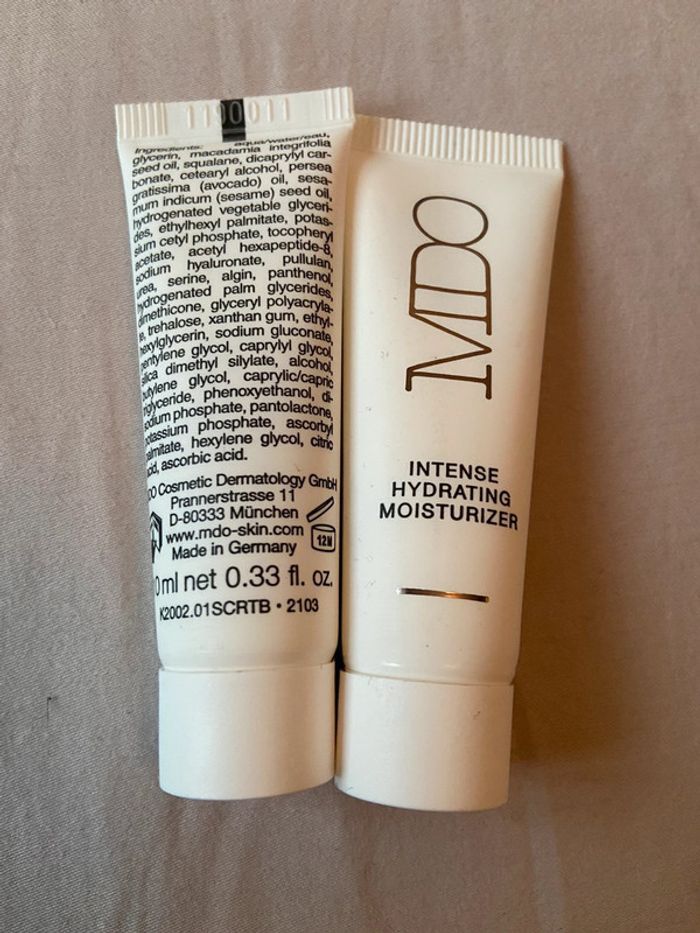 1100011
Ingredients: aqua/water/eau,
glycerin, macadamia integrifolia
seed oil, squalane, dicaprylyl car-
bonate, cetearyl alcohol, persea
gratissima (avocado) oil, sesa-
mum indicum (sesame) seed oil,
hydrogenated vegetable glyceri-
des, ethylhexyl palmitate, potas-
sium cetyl phosphate, tocopheryl
acetate, acetyl hexapeptide-8,
sodium hyaluronate, pullulan,
urea, serine, algin, panthenol,
hydrogenated palm glycerides,
dimethicone, glyceryl polyacryla-
trehalose, xanthan gum, ethyl-
hexylglycerin, sodium gluconate,
pentylene glycol, caprylyl glycol,
silica dimethyl silylate, alcohol,
butylene glycol, caprylic/capric
triglyceride, phenoxyethanol, di-
sodium phosphate, pantolactone,
potassium phosphate, ascorbyl
palmitate, hexylene glycol, citric
acid, ascorbic acid.
Cosmetic Dermatology GmbH
Prannerstrasse 11
D-80333 München
www.mdo-skin.com
Made in Germany
12M
0 ml net 0.33 fl. oz.
K2002.01SCRTB • 2103
MDO
INTENSE
HYDRATING
MOISTURIZER